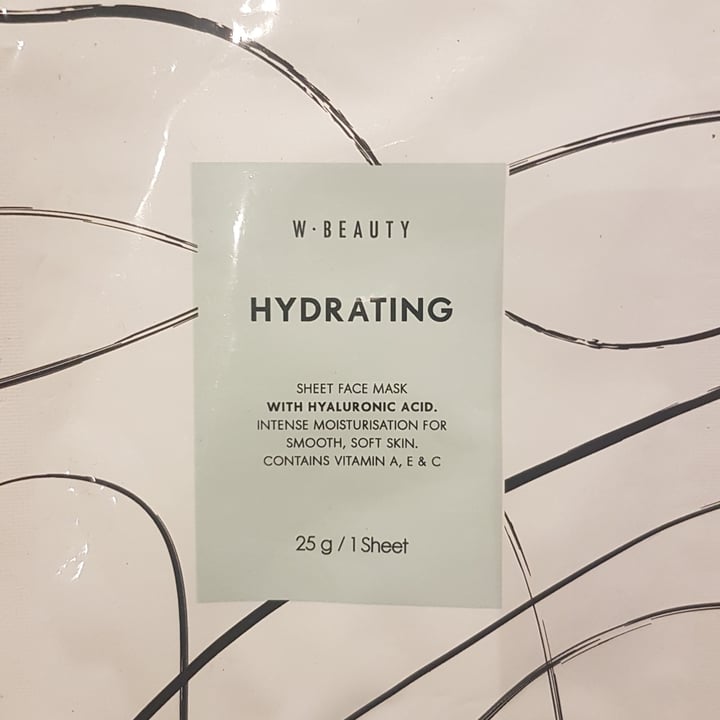 W·BEAUTY
HYDRATING
SHEET FACE MASK
WITH HYALURONIC ACID.
INTENSE MOISTURISATION FOR
SMOOTH, SOFT SKIN.
CONTAINS VITAMIN A, E & C
25 g / 1 Sheet